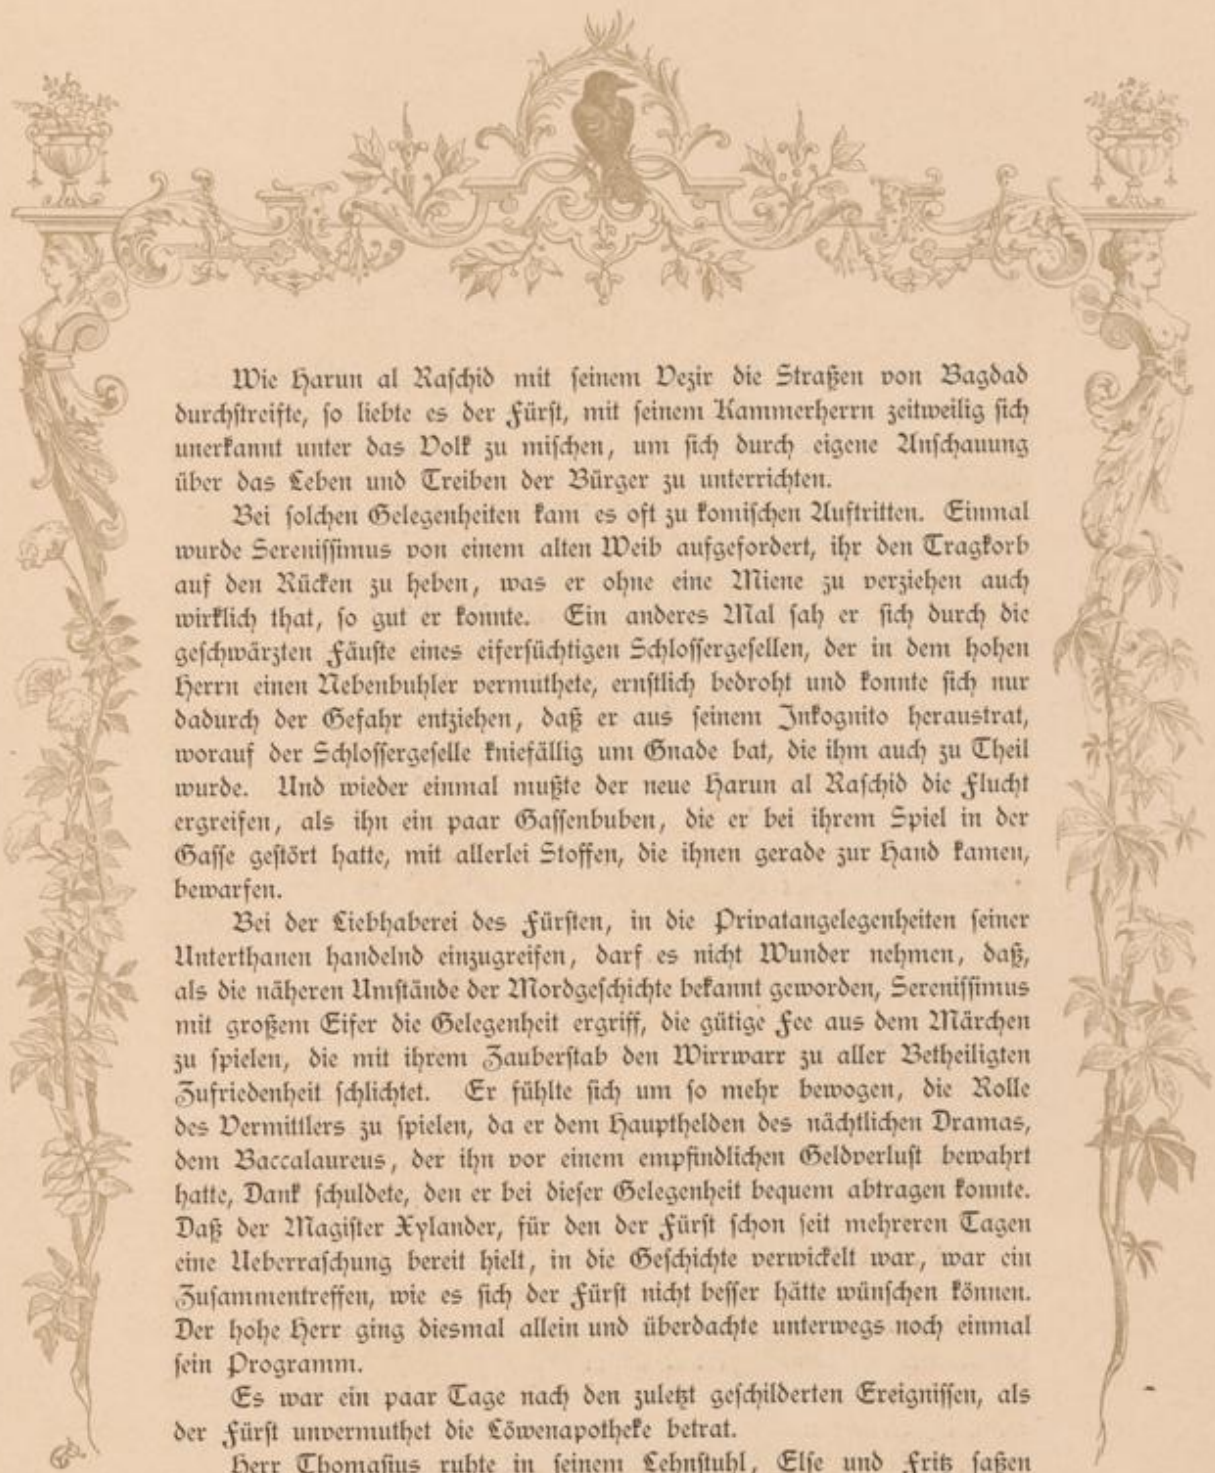 Wie Harun al Raschid mit seinem Vezir die Straßen von Bagdad
durchstreifte, so liebte es der Fürst, mit seinem Kammerherrn zeitweilig sich
unerkannt unter das Volk zu mischen, um sich durch eigene Anschauung
über das Leben und Treiben der Bürger zu unterrichten.
Bei solchen Gelegenheiten kam es oft zu komischen Auftritten. Einmal
wurde Serenissimus von einem alten Weib aufgefordert, ihr den Tragkorb
auf den Rücken zu heben, was er ohne eine Miene zu verziehen auch
wirklich that, so gut er konnte. Ein anderes Mal sah er sich durch die
geschwärzten Fäuste eines eifersüchtigen Schlossergesellen, der in dem hohen
Herrn einen Nebenbuhler vermuthete, ernstlich bedroht und konnte sich nur
dadurch der Gefahr entziehen, daß er aus seinem Inkognito heraustrat,
worauf der Schlossergeselle kniefällig um Gnade bat, die ihm auch zu Theil
wurde. Und wieder einmal mußte der neue Harun al Raschid die Flucht
ergreifen, als ihn ein paar Gassenbuben, die er bei ihrem Spiel in der
Gasse gestört hatte, mit allerlei Stoffen, die ihnen gerade zur Hand kamen,
bewarfen.
Bei der Liebhaberei des Fürsten, in die Privatangelegenheiten seiner
Unterthanen handelnd einzugreifen, darf es nicht Wunder nehmen, daß,
als die näheren Umstände der Mordgeschichte bekannt geworden, Serenissimus
mit großem Eifer die Gelegenheit ergriff, die gütige Fee aus dem Märchen
zu spielen, die mit ihrem Zauberstab den Wirrwarr zu aller Betheiligten
Zufriedenheit schlichtet. Er fühlte sich um so mehr bewogen, die Rolle
des Vermittlers zu spielen, da er dem Haupthelden des nächtlichen Dramas,
dem Baccalaureus, der ihn vor einem empfindlichen Geldverlust bewahrt
hatte, Dank schuldete, den er bei dieser Gelegenheit bequem abtragen konnte.
Daß der Magister Xylander, für den der Fürst schon seit mehreren Tagen
eine Ueberraschung bereit hielt, in die Geschichte verwickelt war, war ein
Zusammentreffen, wie es sich der Fürst nicht besser hätte wünschen können.
Der hohe Herr ging diesmal allein und überdachte unterwegs noch einmal
sein Programm.
Es war ein paar Tage nach den zuletzt geschilderten Ereignissen, als
der Fürst unvermuthet die Löwenapotheke betrat.
Herr Thomasius ruhte in seinem Lehnstuhl, Else und Fritz saßen